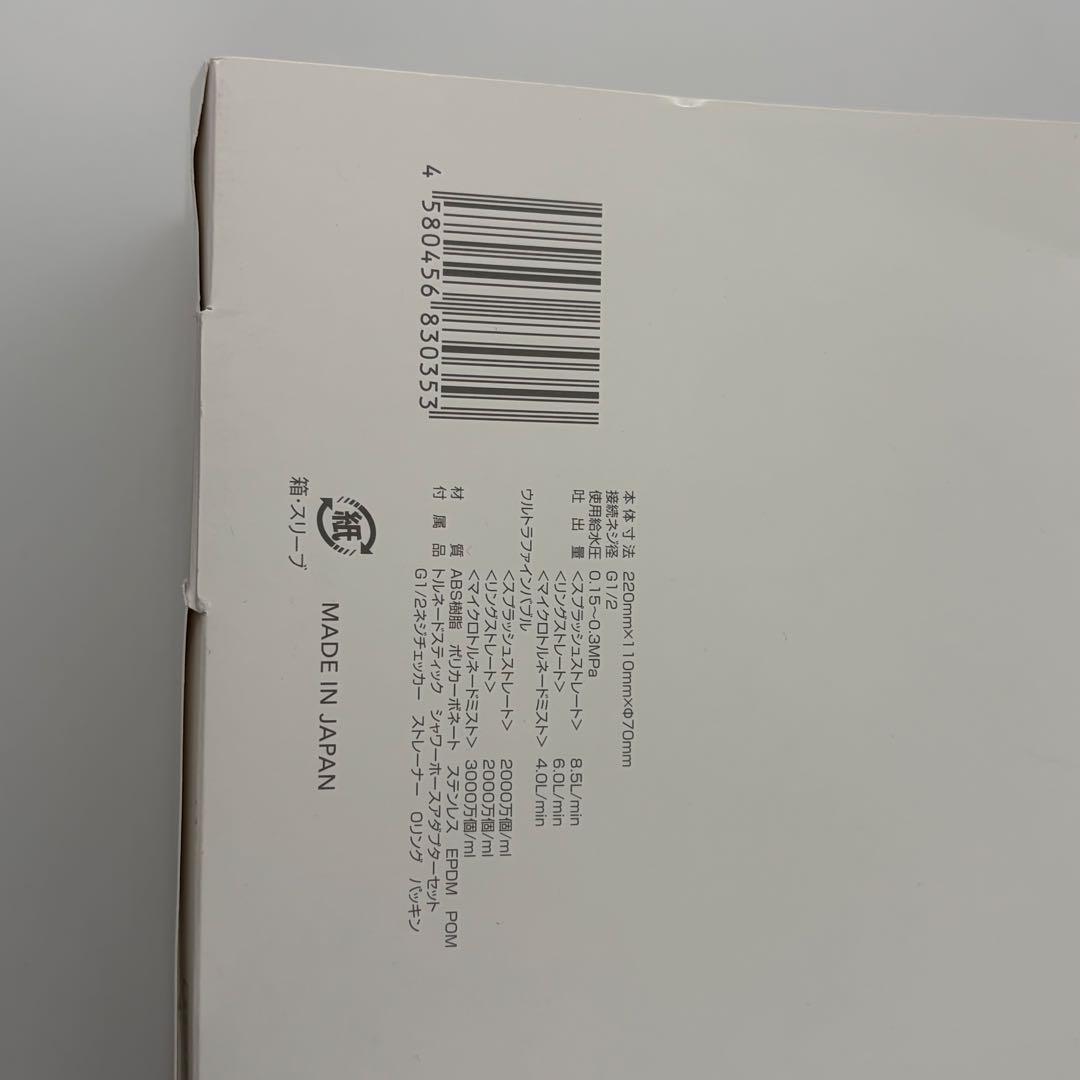 4 580456 830353
本体寸法 220mm×110mm×Φ70mm
接続ネジ径 G1/2
使用給水圧 0.15〜0.3MPa
吐出量 <スプラッシュストレート> 8.5L/min
<リングストレート> 6.0L/min
<マイクロトルネードミスト> 4.0L/min
ウルトラファインバブル
<スプラッシュストレート> 2000万個/ml
<リングストレート> 2000万個/ml
<マイクロトルネードミスト> 3000万個/ml
材質 ABS樹脂 ポリカーボネート ステンレス EPDM POM
付属品 トルネードスティック シャワーホースアダプターセット
G1/2ネジチェッカー ストレーナー Oリング パッキン
紙
箱・スリーブ
MADE IN JAPAN